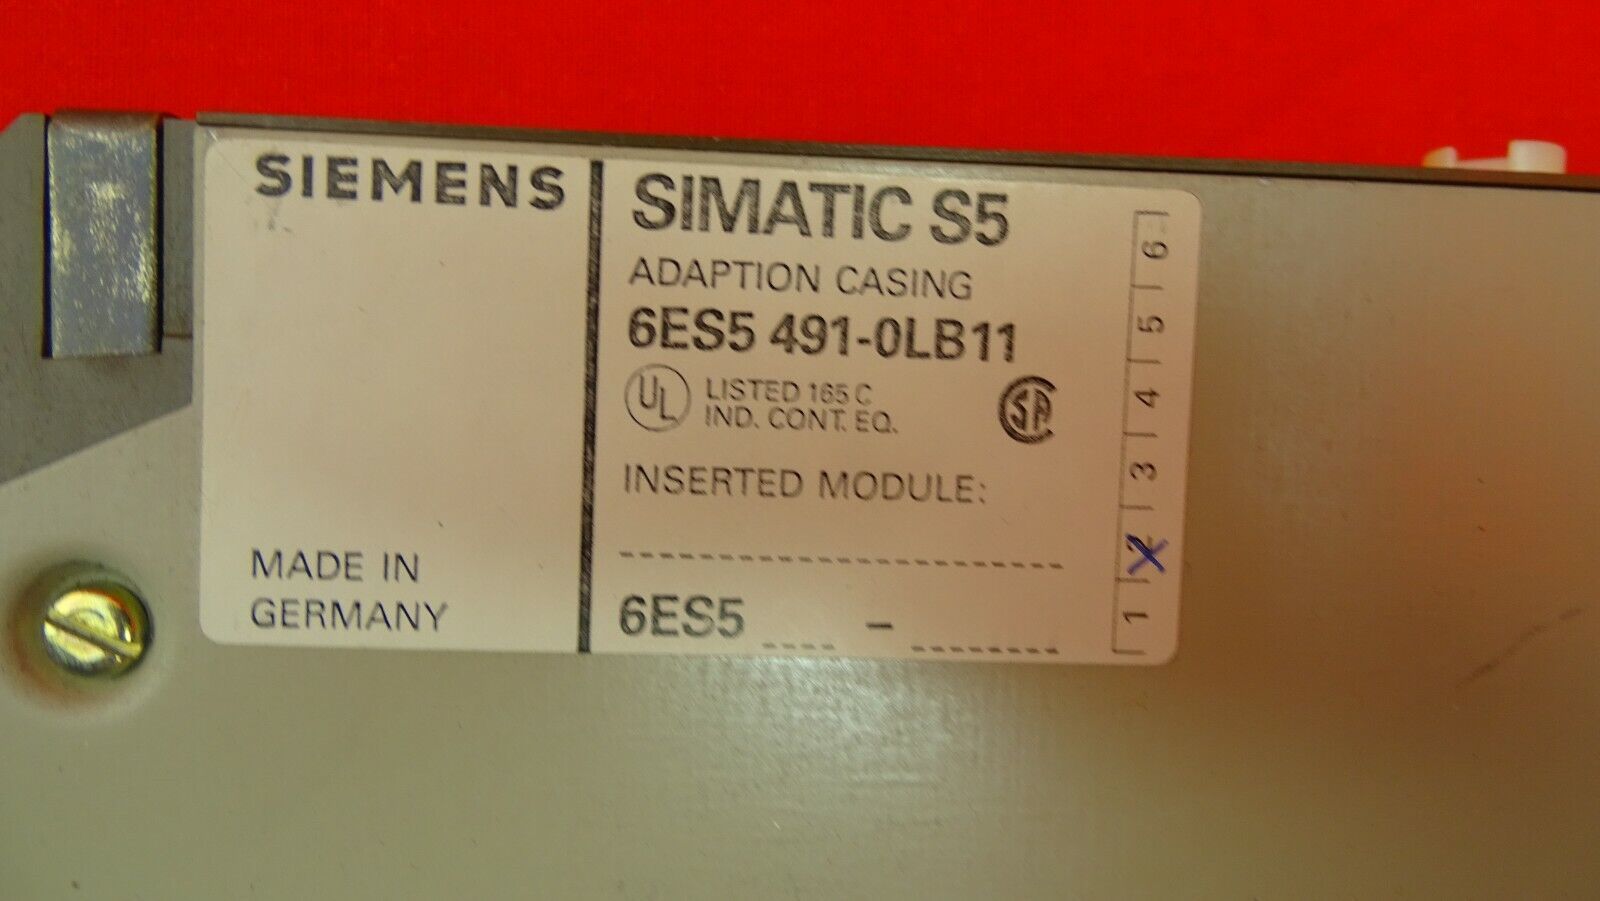 SIEMENS
MADE IN
GERMANY
SIMATIC S5
ADAPTION CASING
6ES5 491-0LB11
UL LISTED 165 C
IND. CONT. EQ.
SA
INSERTED MODULE:
6ES5 -
1 2 3 4 5 6